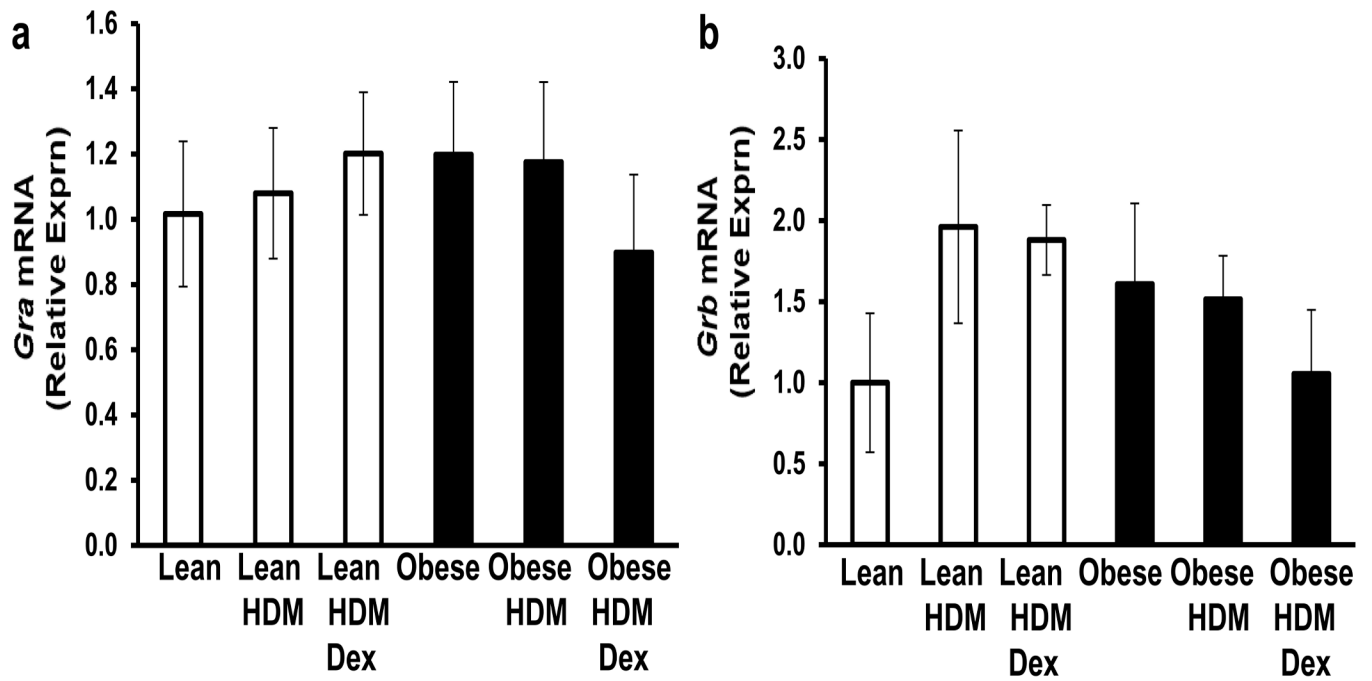 a
Gra mRNA
(Relative Exprn)
1.6
1.4
1.2
1.0
0.8
0.6
0.4
0.2
0.0
Lean Lean Lean Obese Obese Obese
HDM HDM HDM HDM
Dex Dex
b
Grb mRNA
(Relative Exprn)
3.0
2.5
2.0
1.5
1.0
0.5
0.0
Lean Lean Lean Obese Obese Obese
HDM HDM HDM HDM
Dex Dex